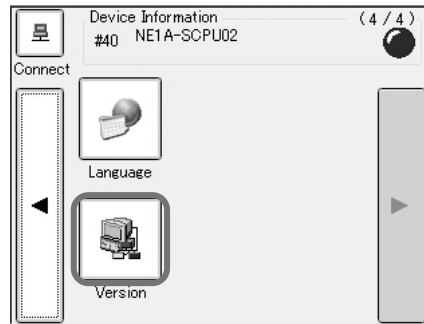 Device Information
(4/4)
#40 NE1A-SCPU02
Connect
Language
Version